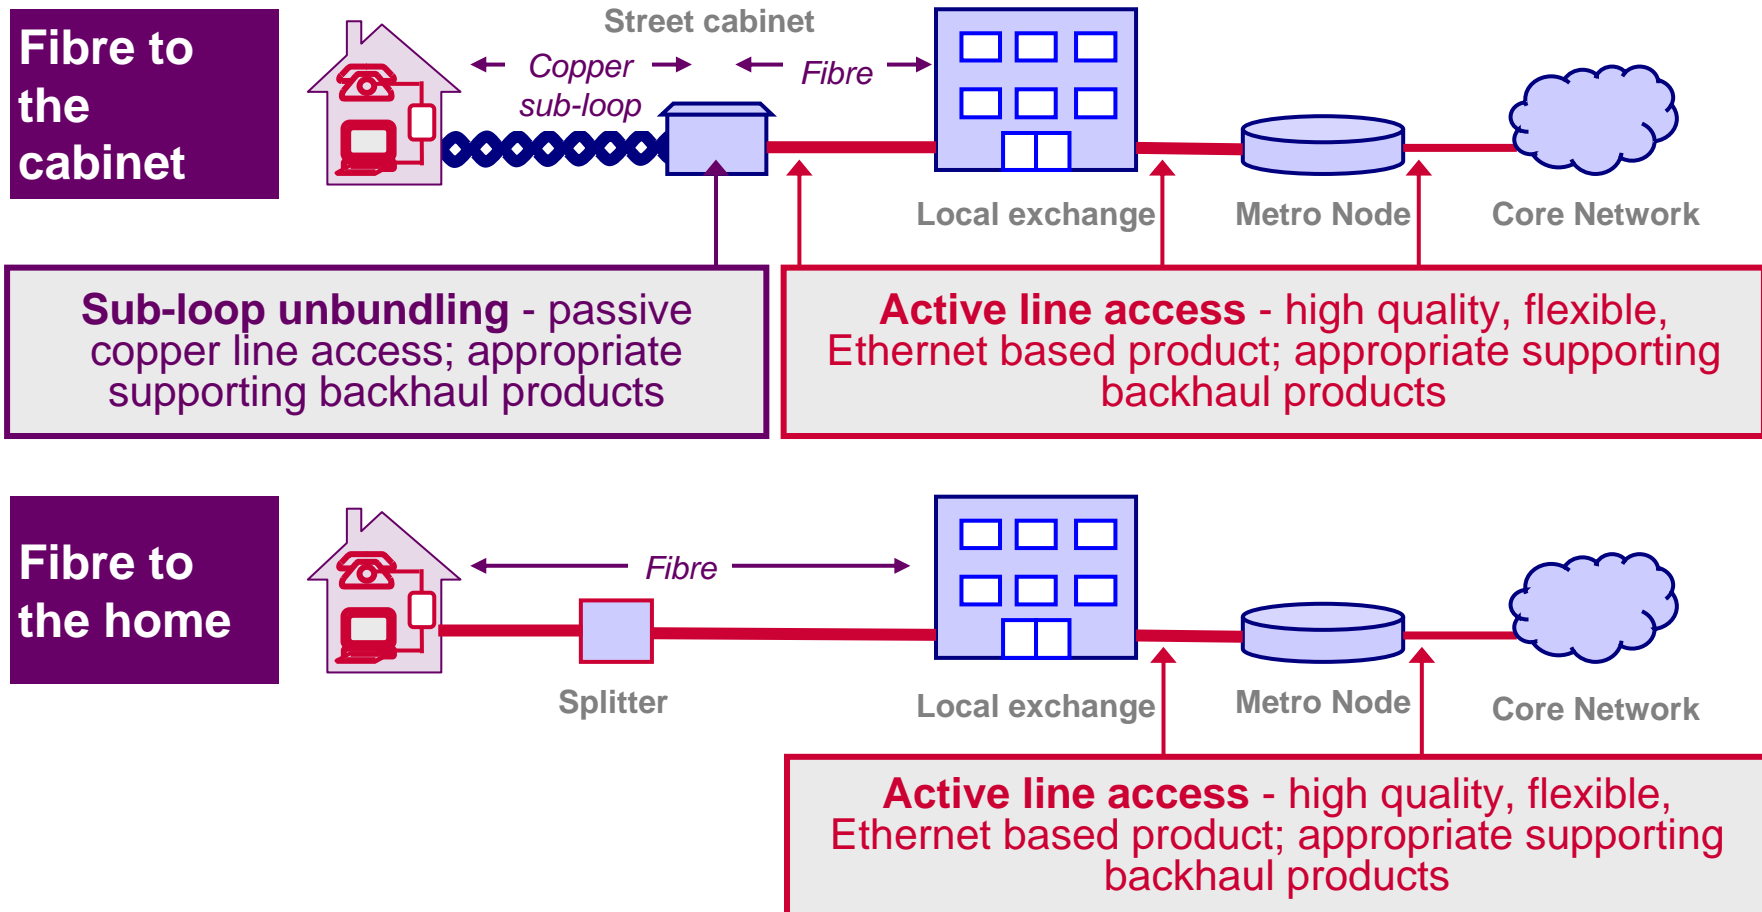 Fibre to
the
cabinet
Street cabinet
Copper
sub-loop
Fibre
Local exchange
Metro Node
Core Network
Sub-loop unbundling - passive
copper line access; appropriate
supporting backhaul products
Active line access - high quality, flexible,
Ethernet based product; appropriate supporting
backhaul products
Fibre to
the home
Fibre
Splitter
Local exchange
Metro Node
Core Network
Active line access - high quality, flexible,
Ethernet based product; appropriate supporting
backhaul products